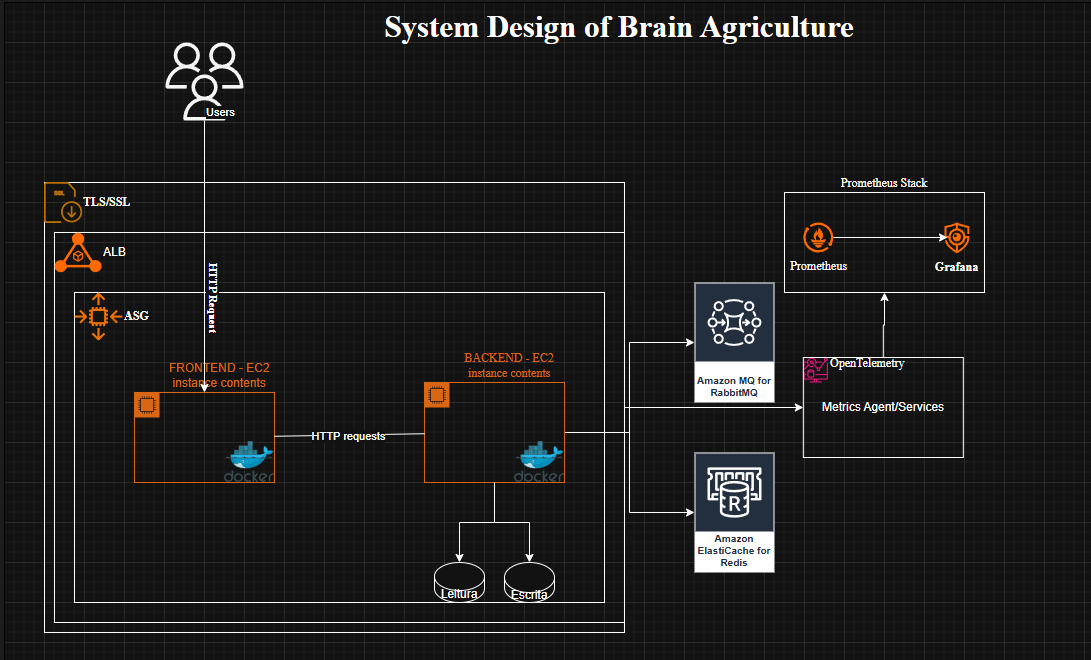 System Design of Brain Agriculture
Users
TLS/SSL
ALB
HTTP Request
ASG
FRONTEND - EC2
instance contents
docker
HTTP requests
BACKEND - EC2
instance contents
docker
Leitura
Escrita
Amazon MQ for
RabbitMQ
Amazon
ElastiCache for
Redis
R
Prometheus Stack
Prometheus
Grafana
OpenTelemetry
Metrics Agent/Services
SSL